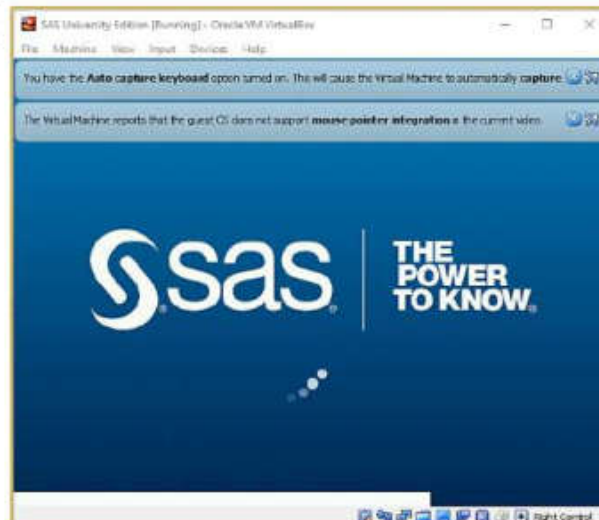 SAS University Edition [Running] - Oracle VM VirtualBox
File Machine View Input Devices Help
You have the Auto capture keyboard option turned on. This will cause the Virtual Machine to automatically capture
The Virtual Machine reports that the guest OS does not support mouse pointer integration in the current video
sas
THE
POWER
TO KNOW.
Right Control